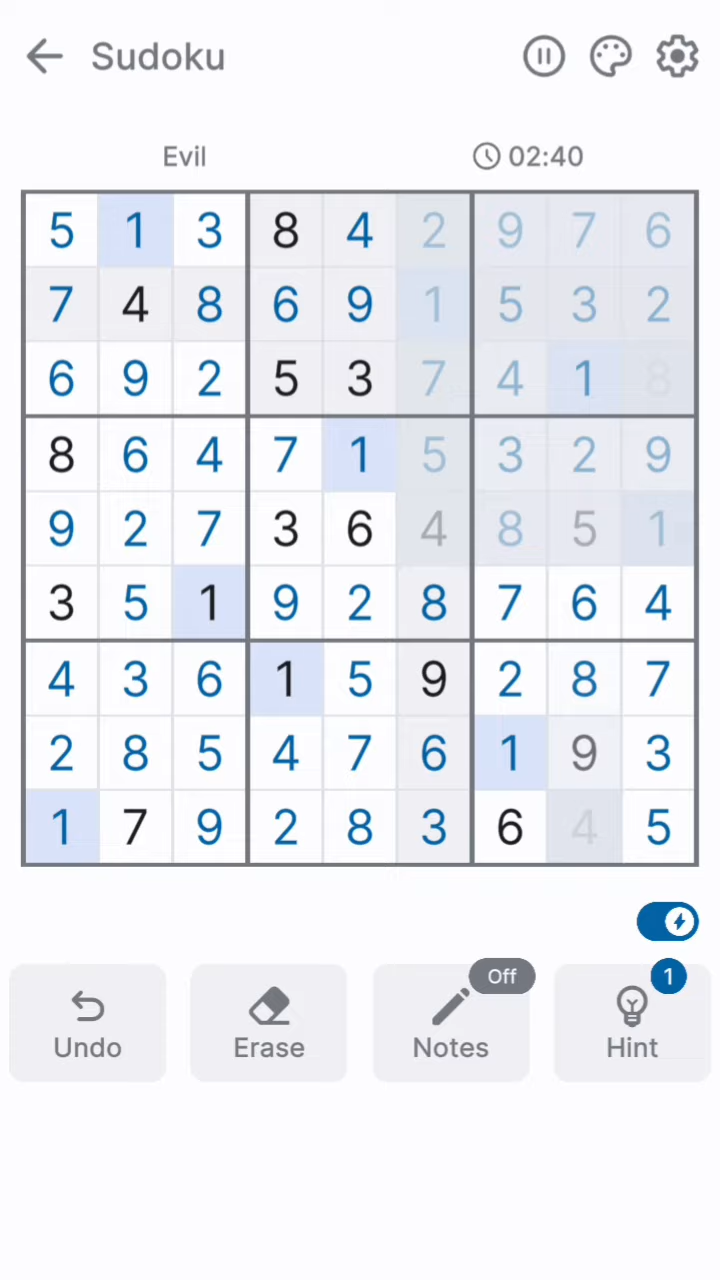 Sudoku
Evil 02:40
5 1 3 8 4 2 9 7 6
7 4 8 6 9 1 5 3 2
6 9 2 5 3 7 4 1 8
8 6 4 7 1 5 3 2 9
9 2 7 3 6 4 8 5 1
3 5 1 9 2 8 7 6 4
4 3 6 1 5 9 2 8 7
2 8 5 4 7 6 1 9 3
1 7 9 2 8 3 6 4 5
Off 1
Undo Erase Notes Hint